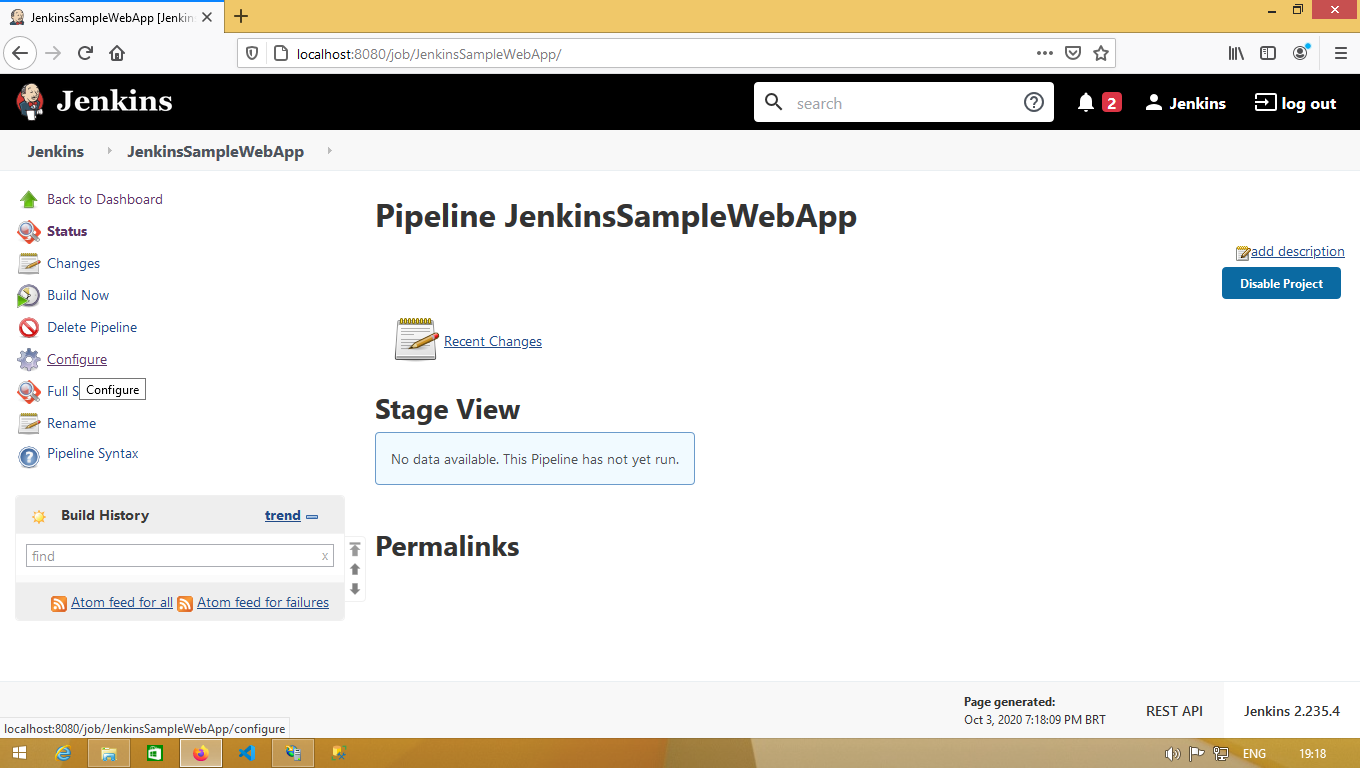 JenkinsSampleWebApp [Jenkins
localhost:8080/job/JenkinsSampleWebApp/
Jenkins
search
2
Jenkins
log out
Jenkins
JenkinsSampleWebApp
Back to Dashboard
Status
Changes
Build Now
Delete Pipeline
Configure
Full S
Configure
Rename
Pipeline Syntax
Build History
trend
find
x
Atom feed for all
Atom feed for failures
Pipeline JenkinsSampleWebApp
add description
Disable Project
Recent Changes
Stage View
No data available. This Pipeline has not yet run.
Permalinks
Page generated:
Oct 3, 2020 7:18:09 PM BRT
REST API
Jenkins 2.235.4
localhost:8080/job/JenkinsSampleWebApp/configure
ENG
19:18